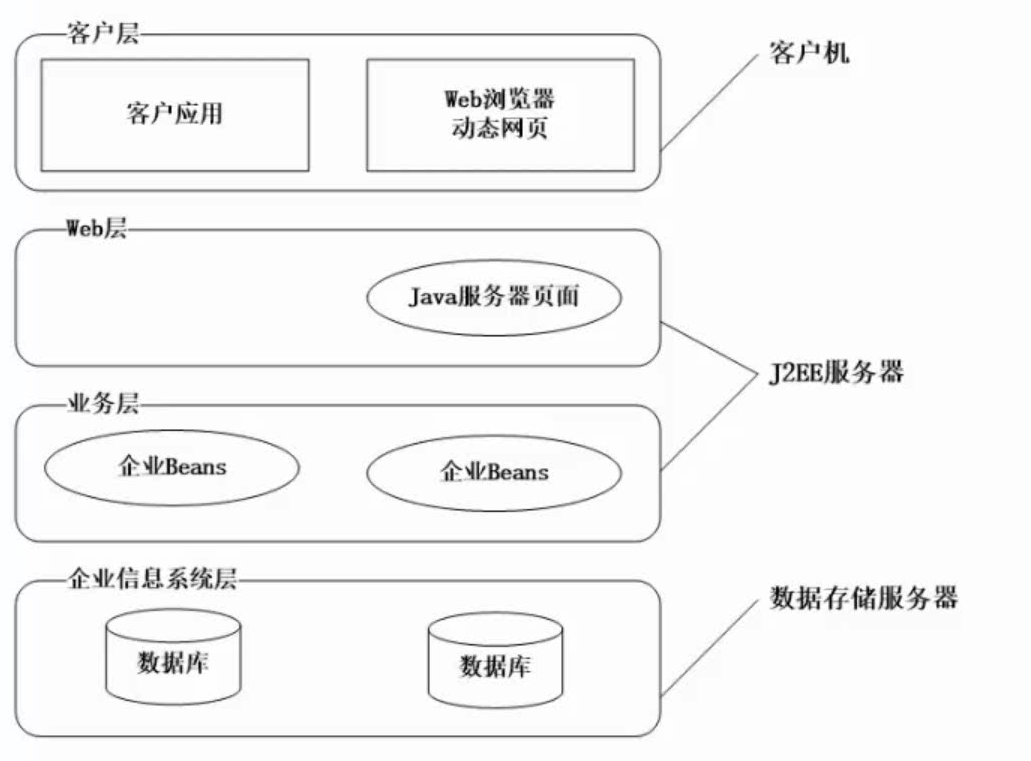 客户层
客户应用
Web浏览器
动态网页
客户机
Web层
Java服务器页面
J2EE服务器
业务层
企业Beans
企业Beans
企业信息系统层
数据库
数据库
数据存储服务器